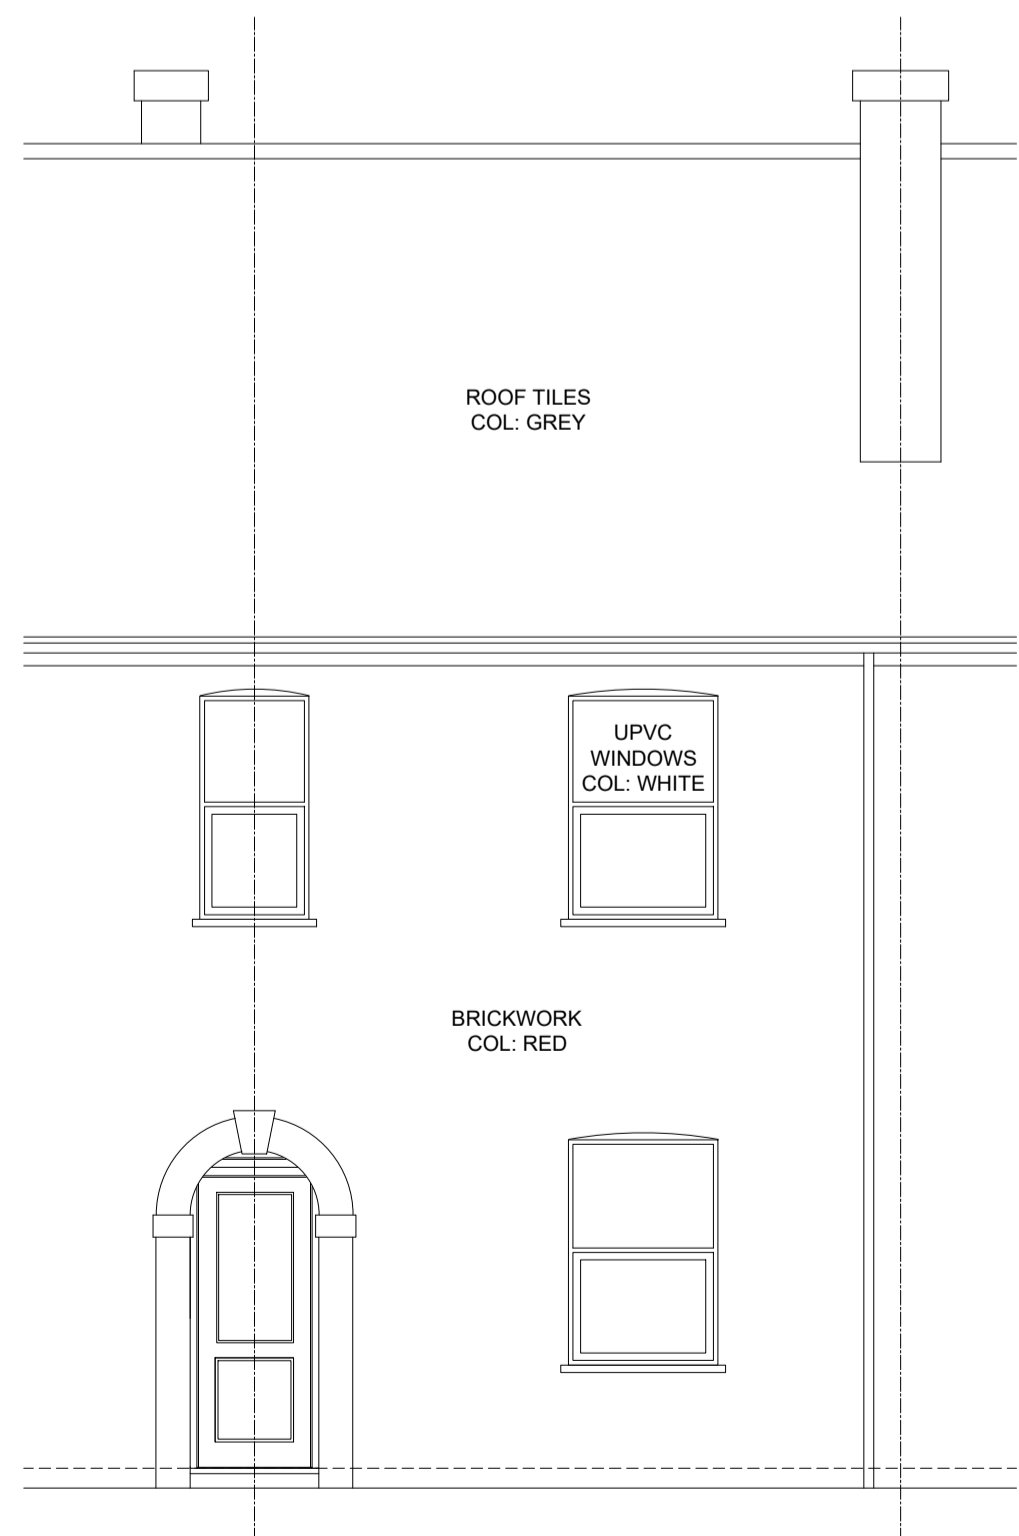 ROOF TILES
COL: GREY
UPVC
WINDOWS
COL: WHITE
BRICKWORK
COL: RED